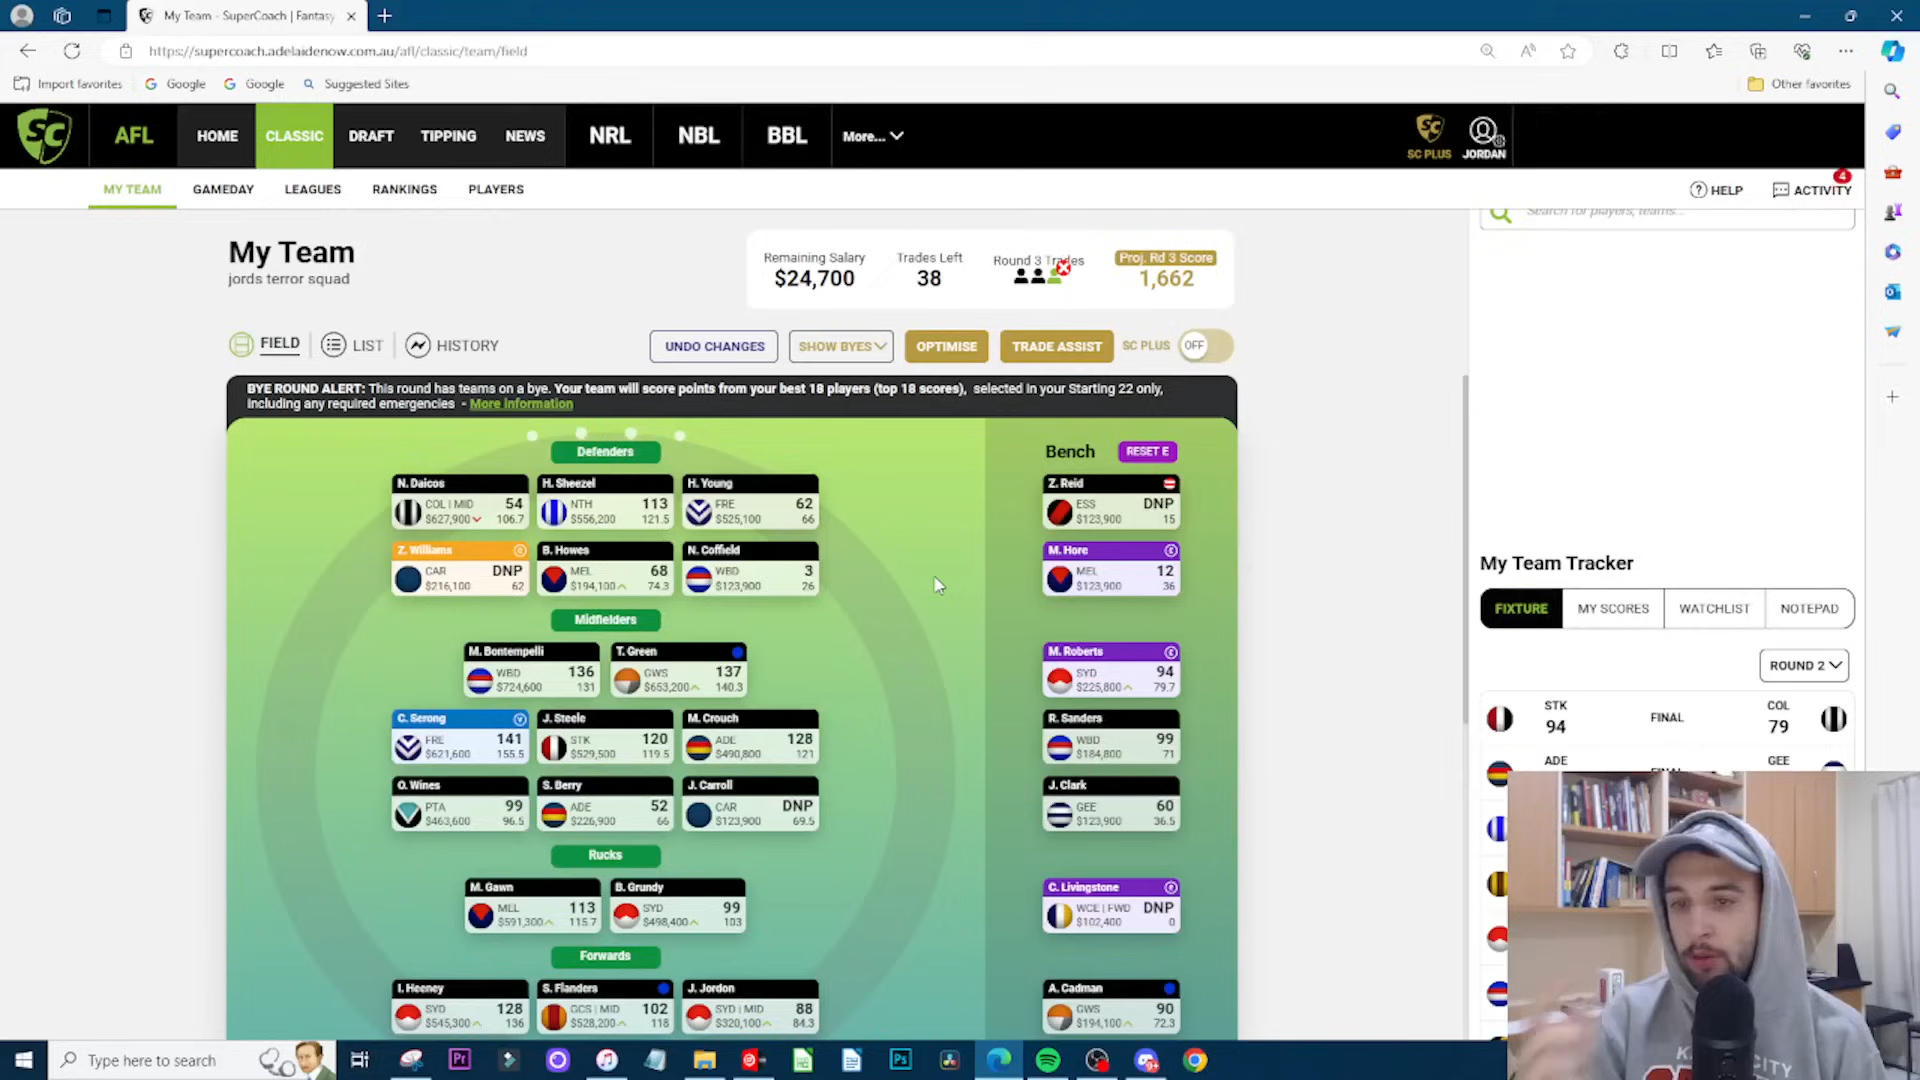 My Team - SuperCoach | Fantasy
https://supercoach.adelaidenow.com.au/afl/classic/team/field
Import favorites
Google
Google
Suggested Sites
Other favorites
SC
AFL
HOME
CLASSIC
DRAFT
TIPPING
NEWS
NRL
NBL
BBL
More...
SC
SC PLUS
JORDAN
MY TEAM
GAMEDAY
LEAGUES
RANKINGS
PLAYERS
HELP
ACTIVITY
4
Search for players, teams...
My Team
jords terror squad
Remaining Salary
$24,700
Trades Left
38
Round 3 Trades
Proj. Rd 3 Score
1,662
FIELD
LIST
HISTORY
UNDO CHANGES
SHOW BYES
OPTIMISE
TRADE ASSIST
SC PLUS
OFF
BYE ROUND ALERT: This round has teams on a bye. Your team will score points from your best 18 players (top 18 scores), selected in your Starting 22 only,
including any required emergencies - More information
Defenders
Bench
RESET E
N. Daicos
COL | MID 54
$627,900 106.7
H. Sheezel
NTH 113
$556,200 121.5
H. Young
FRE 62
$525,100 66
Z. Reid
ESS DNP
$123,900 15
Z. Williams
CAR DNP
$216,100 62
B. Howes
MEL 68
$194,100 74.3
N. Coffield
WBD 3
$123,900 26
M. Hore
E
MEL 12
$123,900 36
Midfielders
M. Bontempelli
WBD 136
$724,600 131
T. Green
GWS 137
$653,200 140.3
M. Roberts
E
SYD 94
$225,800 79.7
C. Serong
V
FRE 141
$621,600 155.5
J. Steele
STK 120
$529,500 119.5
M. Crouch
ADE 128
$490,800 121
R. Sanders
WBD 99
$184,800 71
O. Wines
PTA 99
$463,600 96.5
S. Berry
ADE 52
$226,900 66
J. Carroll
CAR DNP
$123,900 69.5
J. Clark
GEE 60
$123,900 36.5
Rucks
M. Gawn
MEL 113
$591,300 115.7
B. Grundy
SYD 99
$498,400 103
C. Livingstone
E
WCE | FWD DNP
$102,400 0
Forwards
I. Heeney
SYD 128
$545,300 136
S. Flanders
GCS | MID 102
$528,200 118
J. Jordon
SYD | MID 88
$320,100 84.3
A. Cadman
GWS 90
$194,100 72.3
My Team Tracker
FIXTURE
MY SCORES
WATCHLIST
NOTEPAD
ROUND 2
STK
94
FINAL
COL
79
ADE
FINAL
GEE
Type here to search
Pr
Ps